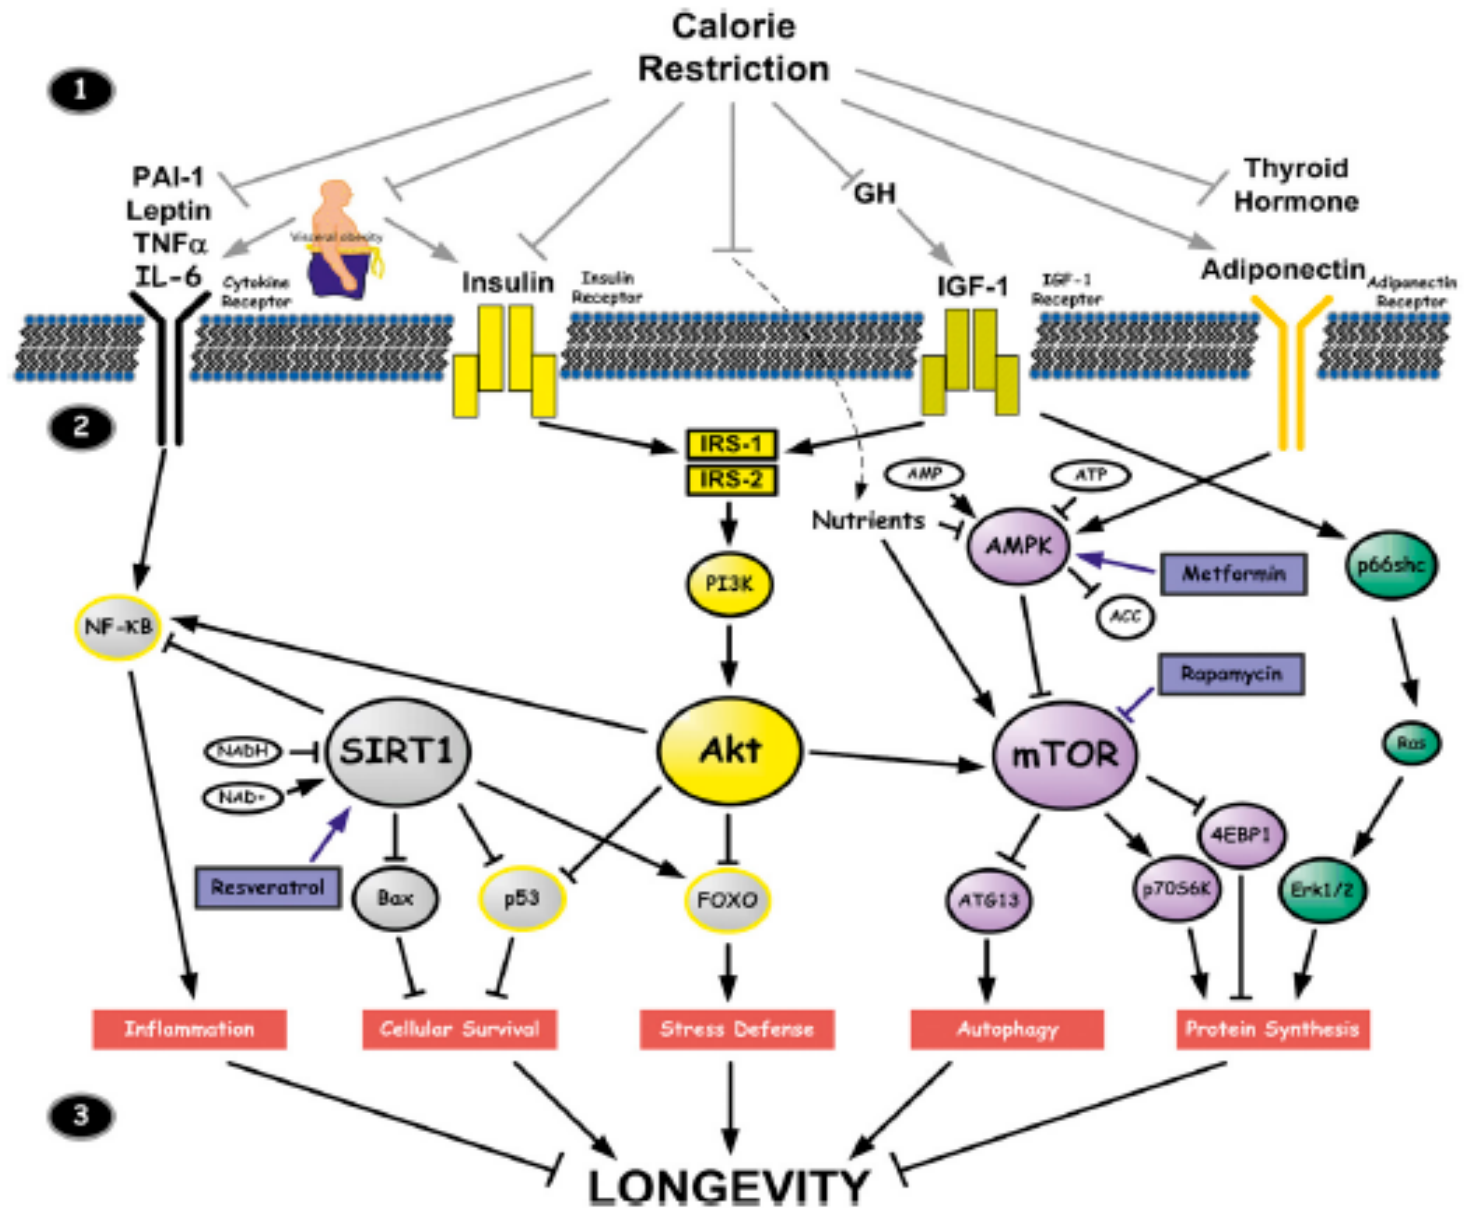 Calorie
Restriction
1
PAI-1
Leptin
TNFα
IL-6
Visceral obesity
GH
Thyroid
Hormone
Cytokine
Receptor
Insulin
Insulin
Receptor
IGF-1
IGF-1
Receptor
Adiponectin
Adiponectin
Receptor
2
IRS-1
IRS-2
AMP
ATP
Nutrients
AMPK
PI3K
Metformin
p66shc
ACC
NF-κB
Rapamycin
NADH
SIRT1
Akt
mTOR
Ras
NAD+
4EBP1
Resveratrol
Bax
p53
FOXO
ATG13
p70S6K
Erk1/2
Inflammation
Cellular Survival
Stress Defense
Autophagy
Protein Synthesis
3
LONGEVITY